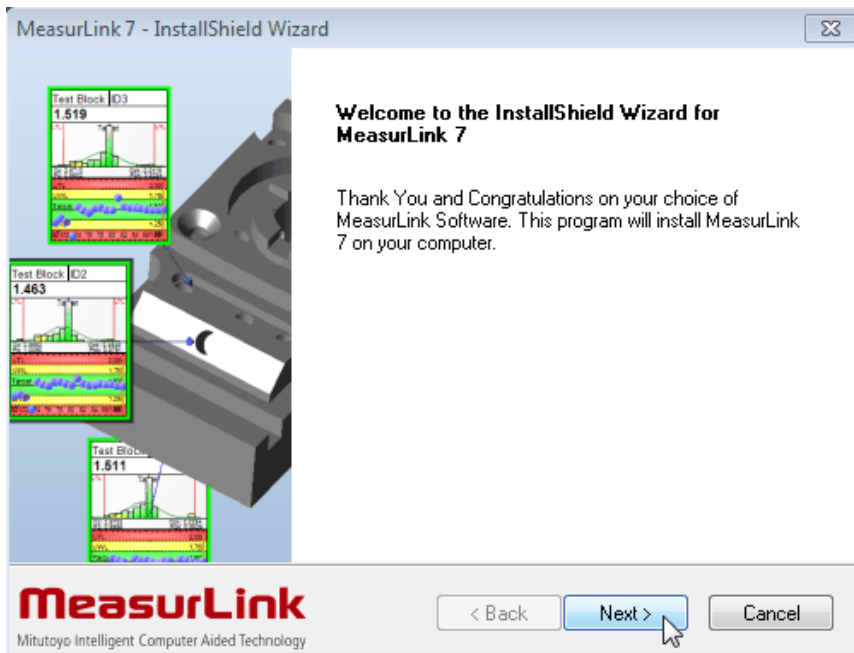 MeasurLink 7 - InstallShield Wizard
Test Block ID3
1.519
Test Block ID2
1.463
Test Block
1.511
Welcome to the InstallShield Wizard for
MeasurLink 7
Thank You and Congratulations on your choice of
MeasurLink Software. This program will install MeasurLink
7 on your computer.
MeasurLink
Mitutoyo Intelligent Computer Aided Technology
< Back
Next >
Cancel